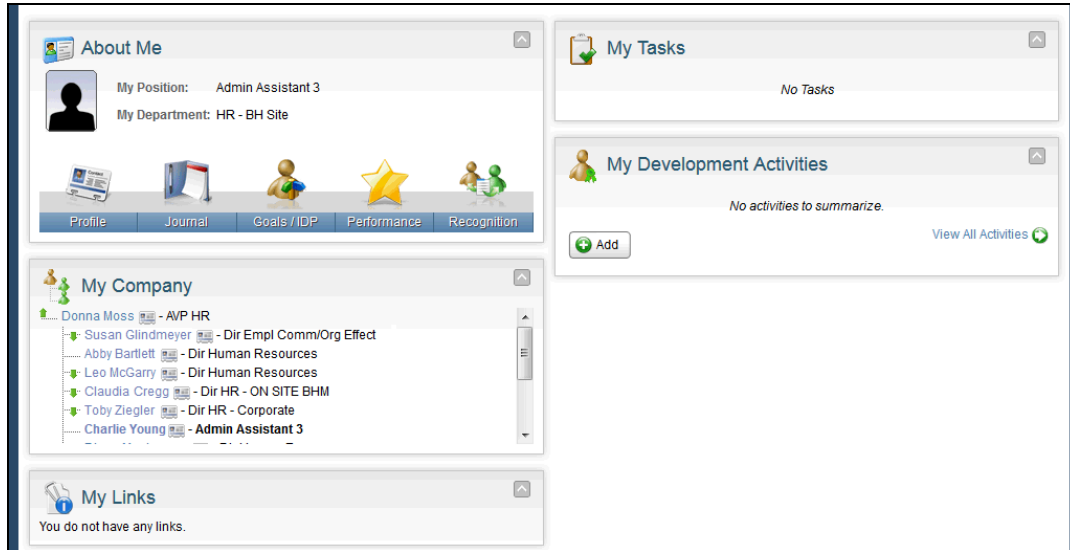 About Me
My Position: Admin Assistant 3
My Department: HR - BH Site
Profile Journal Goals / IDP Performance Recognition
My Company
Donna Moss - AVP HR
Susan Glindmeyer - Dir Empl Comm/Org Effect
Abby Bartlett - Dir Human Resources
Leo McGarry - Dir Human Resources
Claudia Cregg - Dir HR - ON SITE BHM
Toby Ziegler - Dir HR - Corporate
Charlie Young - Admin Assistant 3
My Links
You do not have any links.
My Tasks
No Tasks
My Development Activities
No activities to summarize.
Add
View All Activities